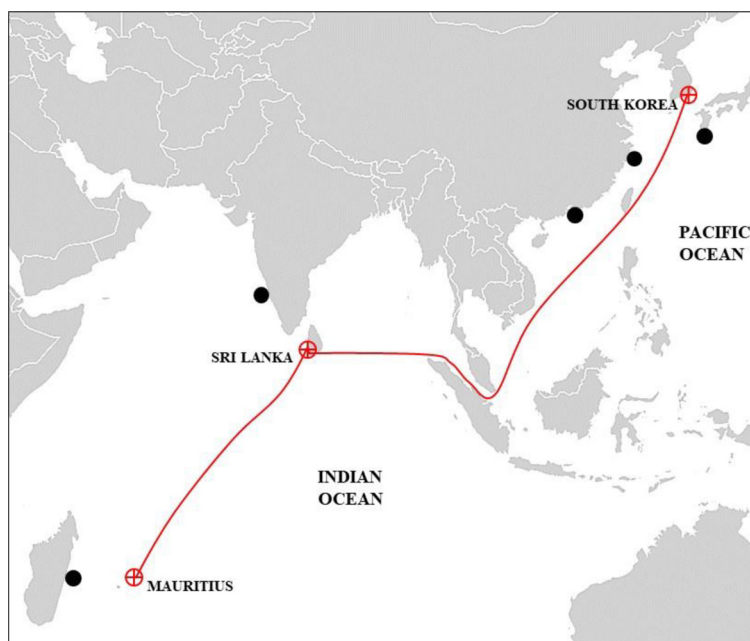 SOUTH KOREA
PACIFIC
OCEAN
SRI LANKA
INDIAN
OCEAN
MAURITIUS